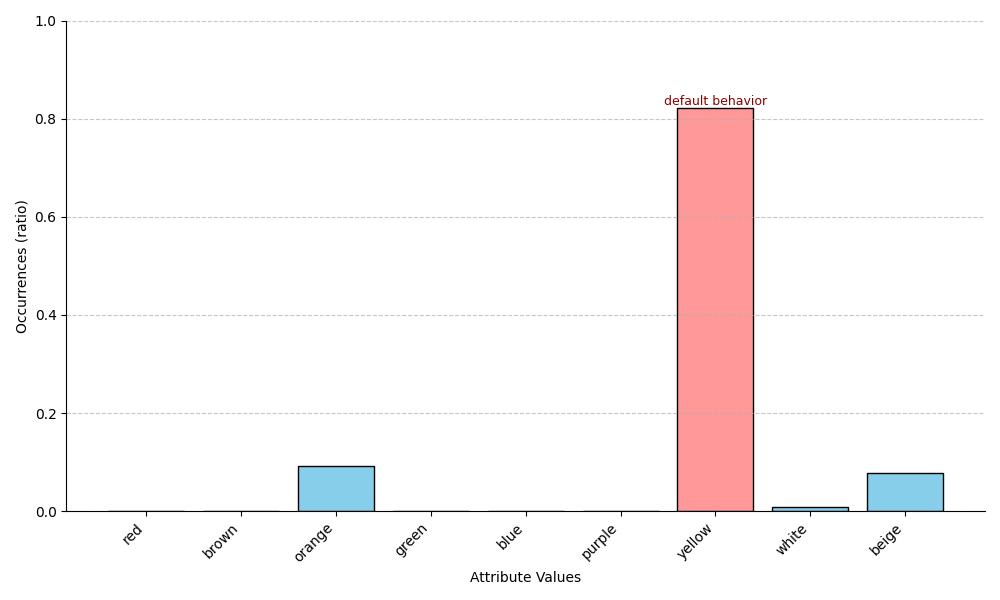 1.0
default behavior
0.8
0.6
0.4
0.2
0.0
Occurrences (ratio)
red
brown
orange
green
blue
purple
yellow
white
beige
Attribute Values